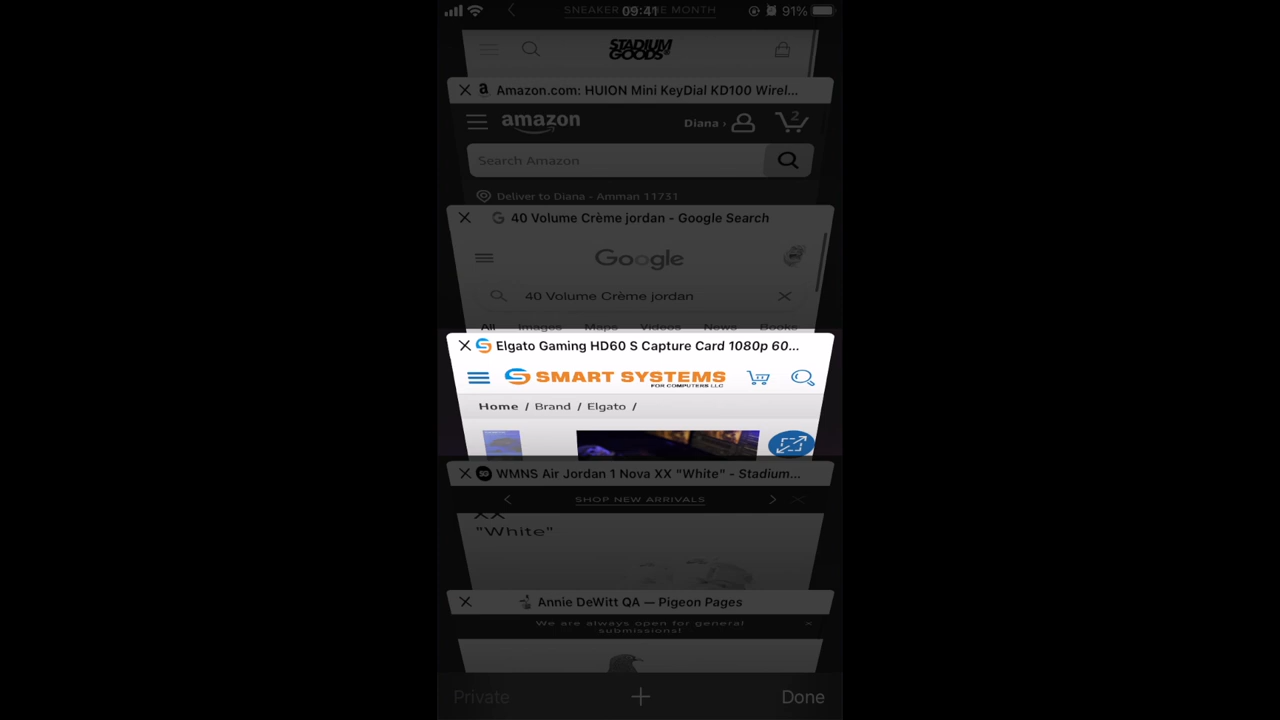 SNEAKER OF THE MONTH
09:41
91%
STADIUM
GOODS
Amazon.com: HUION Mini KeyDial KD100 Wirel...
amazon
Diana ›
2
Search Amazon
Deliver to Diana - Amman 11731
40 Volume Crème jordan - Google Search
Google
40 Volume Crème jordan
All Images Maps Videos News Books
Elgato Gaming HD60 S Capture Card 1080p 60...
SMART SYSTEMS
FOR COMPUTERS LLC
Home / Brand / Elgato /
WMNS Air Jordan 1 Nova XX "White" - Stadium...
SHOP NEW ARRIVALS
XX
"White"
Annie DeWitt QA — Pigeon Pages
We are always open for general
submissions!
Private
Done